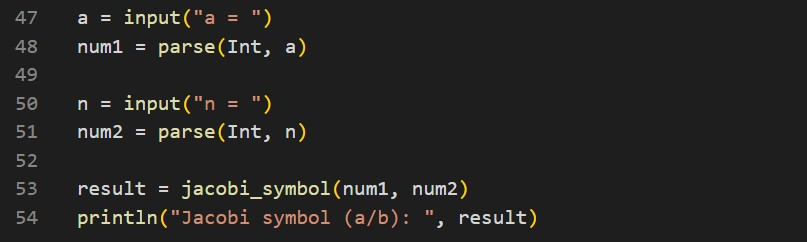 47 a = input("a = ")
48 num1 = parse(Int, a)
49
50 n = input("n = ")
51 num2 = parse(Int, n)
52
53 result = jacobi_symbol(num1, num2)
54 println("Jacobi symbol (a/b): ", result)